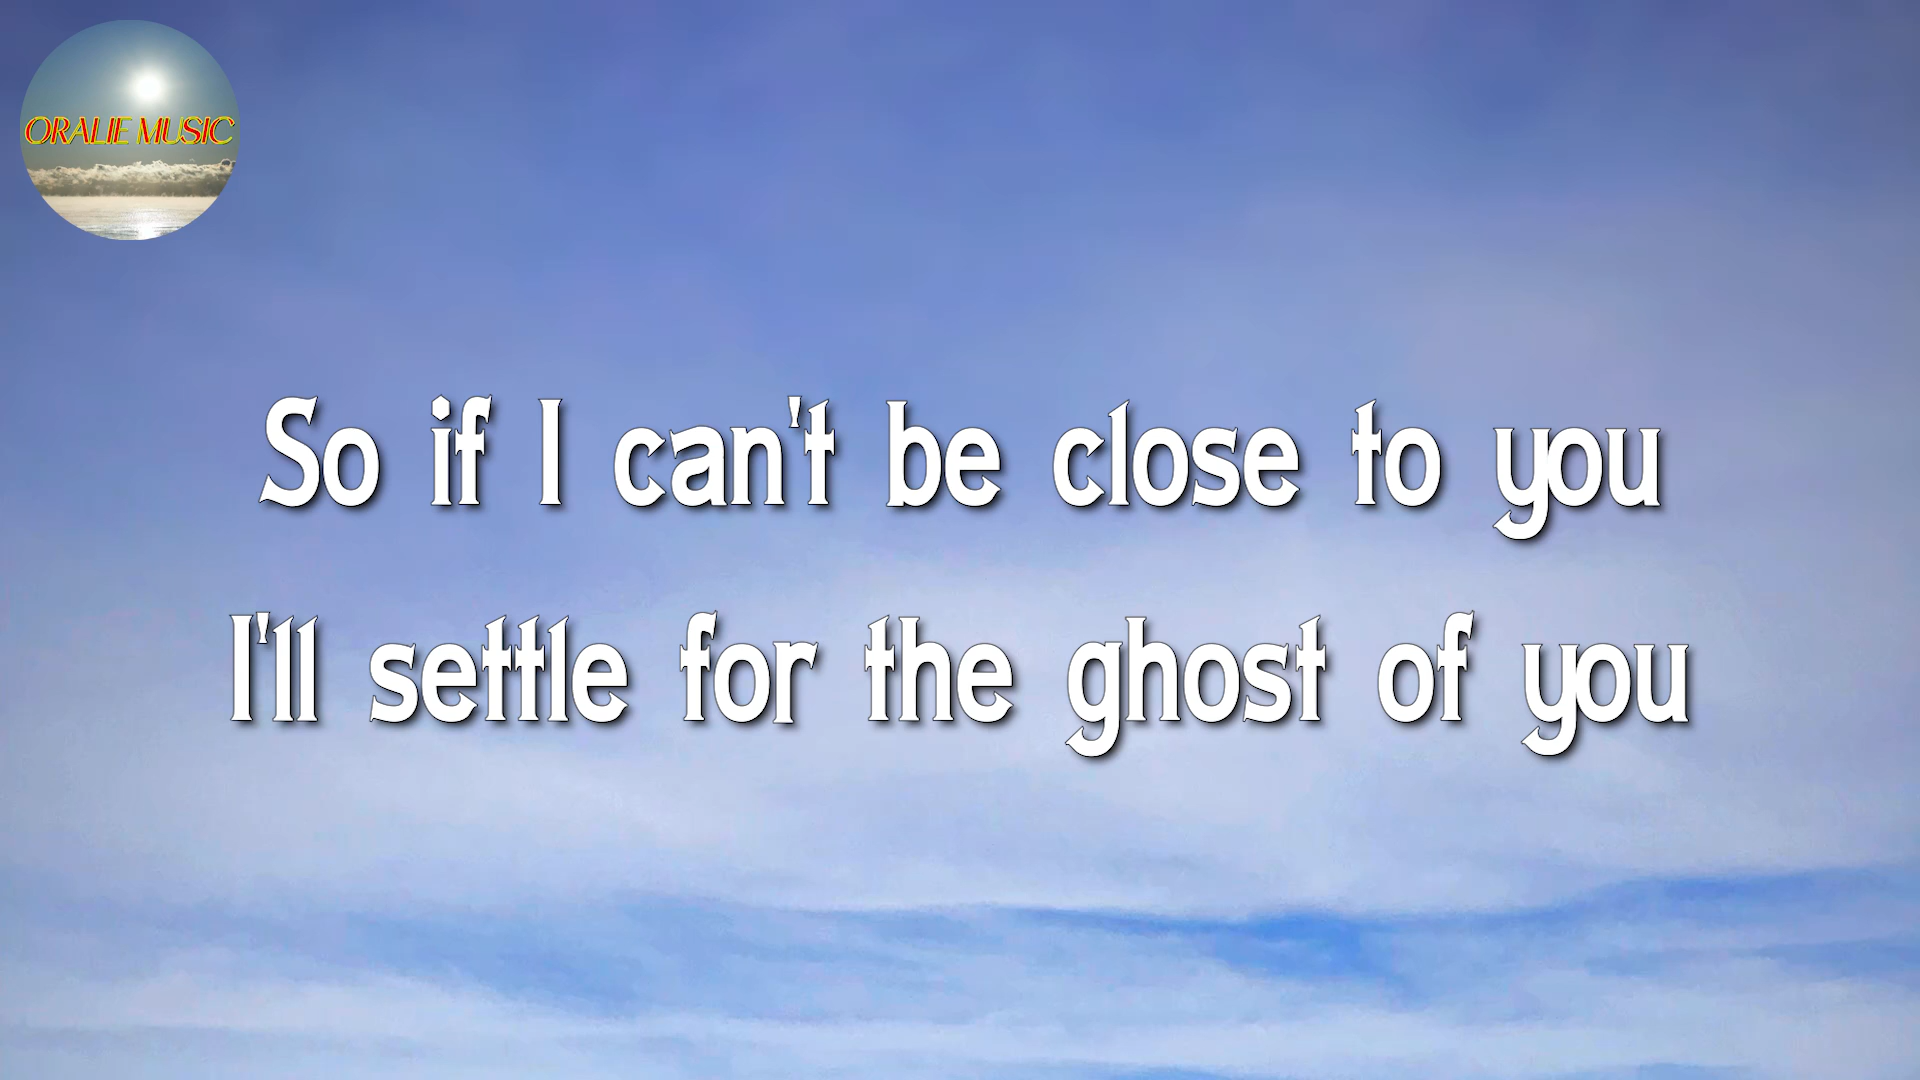 ORALIE MUSIC
So if I can't be close to you
I'll settle for the ghost of you